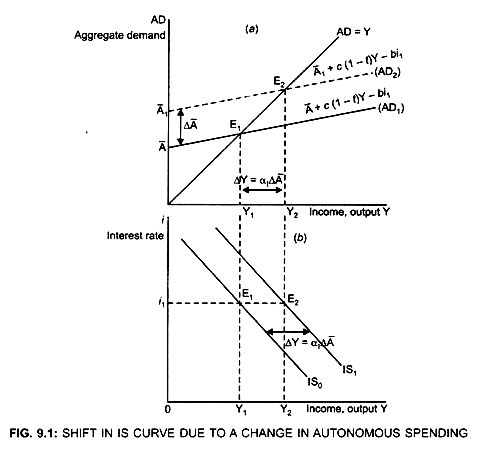 AD
Aggregate demand
(a)
AD = Y
Ā₁ + c (1 – t)Y – bi₁
(AD₂)
E₂
Ā₁
ΔĀ
E₁
Ā + c (1 – t)Y – bi₁
(AD₁)
Ā
ΔY = αᵢΔĀ
Y₁
Y₂
Income, output Y
i
Interest rate
(b)
E₁
E₂
i₁
ΔY = αᵢΔĀ
IS₁
IS₀
0
Y₁
Y₂
Income, output Y
FIG. 9.1: SHIFT IN IS CURVE DUE TO A CHANGE IN AUTONOMOUS SPENDING